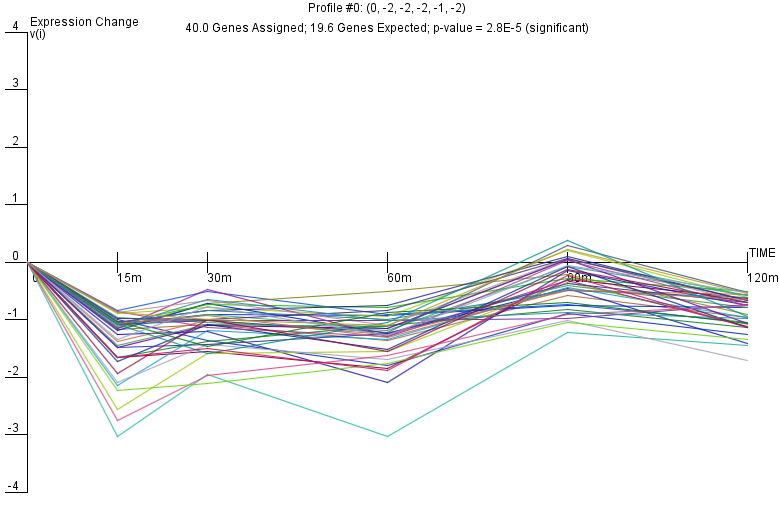 Profile #0: (0, -2, -2, -2, -1, -2)
Expression Change
v(i)
40.0 Genes Assigned; 19.6 Genes Expected; p-value = 2.8E-5 (significant)
4
3
2
1
0
-1
-2
-3
-4
0 15m 30m 60m 90m 120m
TIME